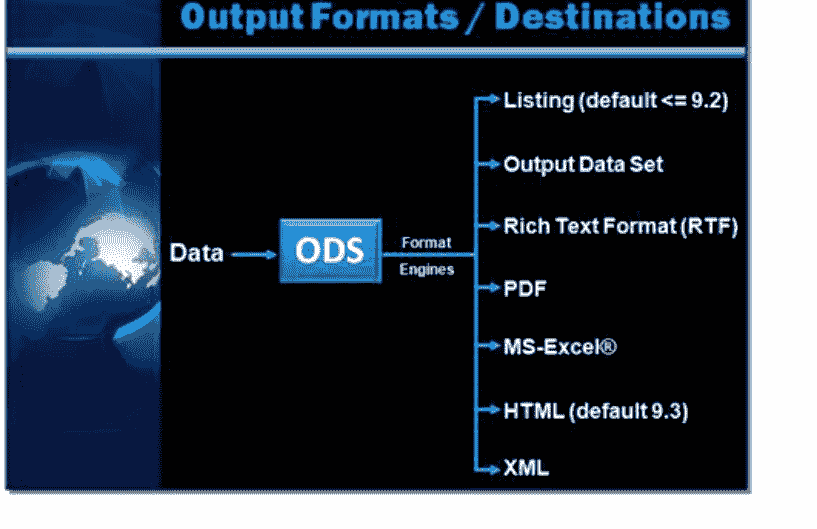 Output Formats / Destinations
Listing (default <= 9.2)
Output Data Set
Rich Text Format (RTF)
Data
ODS
Format
Engines
PDF
MS-Excel®
HTML (default 9.3)
XML